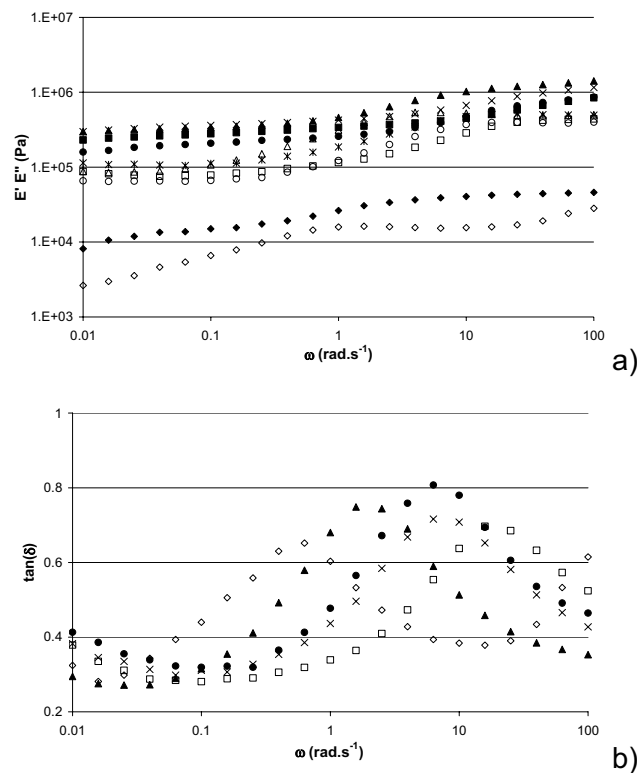 1.E+07
1.E+06
1.E+05
1.E+04
1.E+03
E' E'' (Pa)
0.01 0.1 1 10 100
ω (rad.s⁻¹)
a)
1
0.8
0.6
0.4
0.2
tan(δ)
0.01 0.1 1 10 100
ω (rad.s⁻¹)
b)